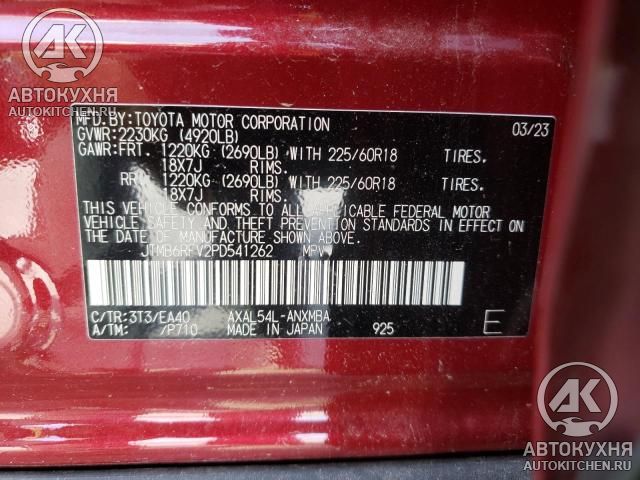 АК
АВТОКУХНЯ
AUTOKITCHEN.RU
MFD.BY:TOYOTA MOTOR CORPORATION 03/23
GVWR:2230KG (4920LB)
GAWR:FRT. 1220KG (2690LB) WITH 225/60R18 TIRES.
18X7J RIMS.
RR. 1220KG (2690LB) WITH 225/60R18 TIRES.
18X7J RIMS.
THIS VEHICLE CONFORMS TO ALL APPLICABLE FEDERAL MOTOR
VEHICLE SAFETY AND THEFT PREVENTION STANDARDS IN EFFECT ON
THE DATE OF MANUFACTURE SHOWN ABOVE.
JTMB6RFV2PD541262 MPV
C/TR:3T3/EA40 AXAL54L-ANXMBA
A/TM: /P710 MADE IN JAPAN 925 E
АК
АВТОКУХНЯ
AUTOKITCHEN.RU